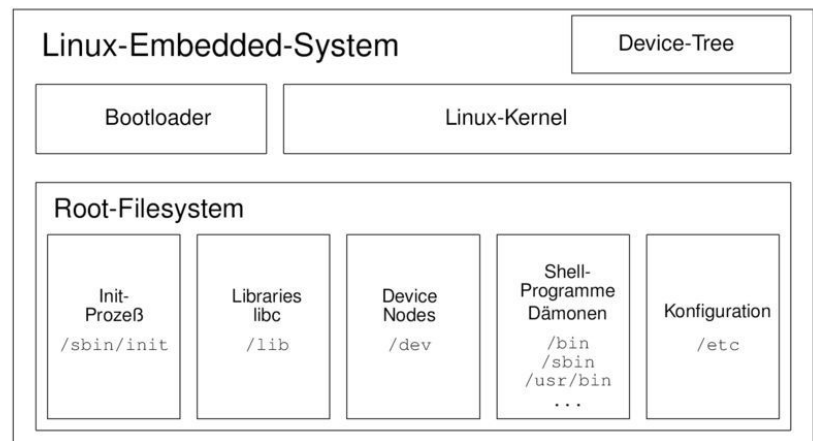 Linux-Embedded-System
Device-Tree
Bootloader
Linux-Kernel
Root-Filesystem
Init-
Prozeß
/sbin/init
Libraries
libc
/lib
Device
Nodes
/dev
Shell-
Programme
Dämonen
/bin
/sbin
/usr/bin
...
Konfiguration
/etc